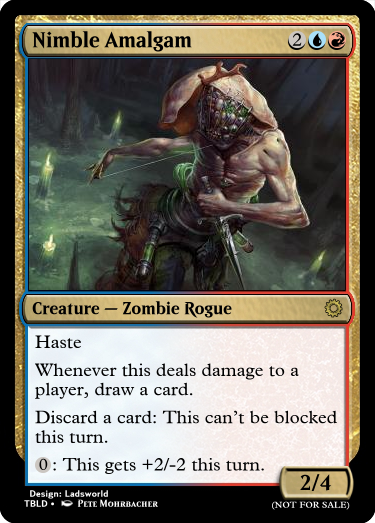 Nimble Amalgam 2
Creature — Zombie Rogue
Haste
Whenever this deals damage to a
player, draw a card.
Discard a card: This can't be blocked
this turn.
0: This gets +2/-2 this turn.
2/4
Design: Ladsworld
TBLD • Pete Mohrbacher
(NOT FOR SALE)